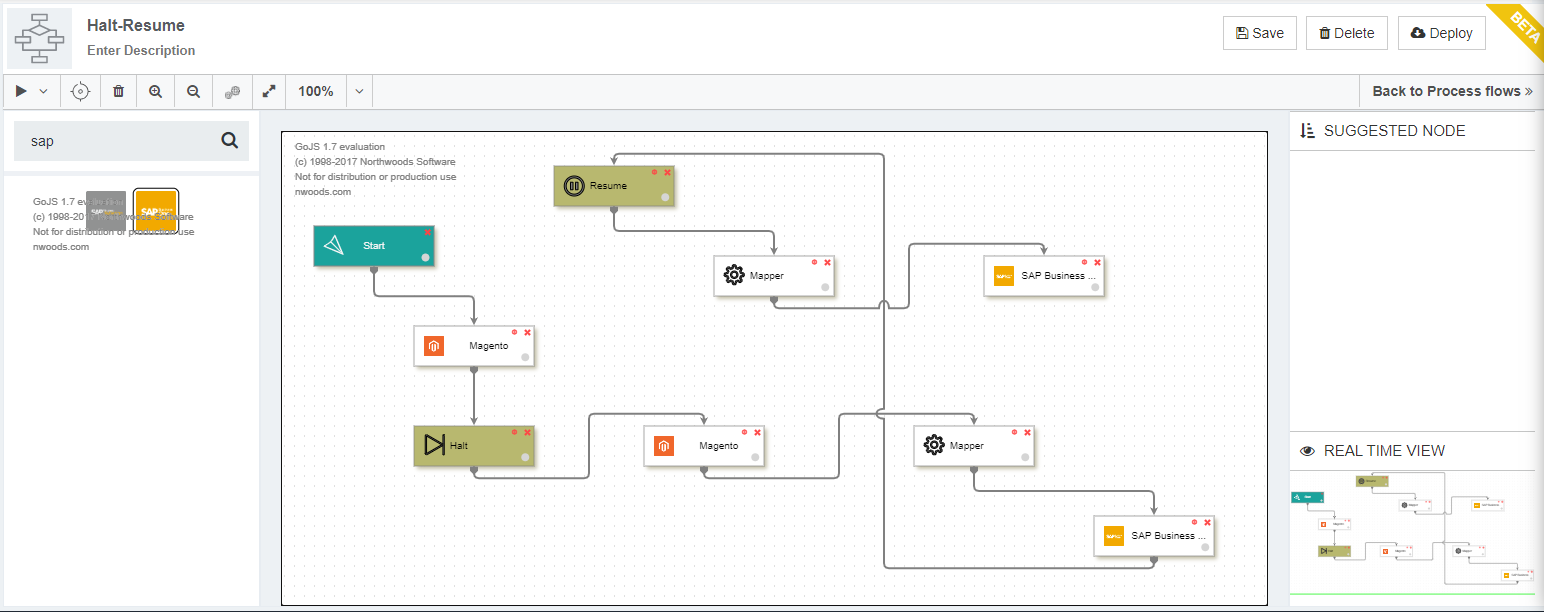 Halt-Resume
Enter Description
Save
Delete
Deploy
BETA
100%
Back to Process flows »
sap
GoJS 1.7 evaluation
(c) 1998-2017 Northwoods Software
Not for distribution or production use
nwoods.com
SAP
GoJS 1.7 evaluation
(c) 1998-2017 Northwoods Software
Not for distribution or production use
nwoods.com
Resume
Start
Mapper
SAP Business ...
Magento
Halt
Magento
Mapper
SAP Business ...
SUGGESTED NODE
REAL TIME VIEW